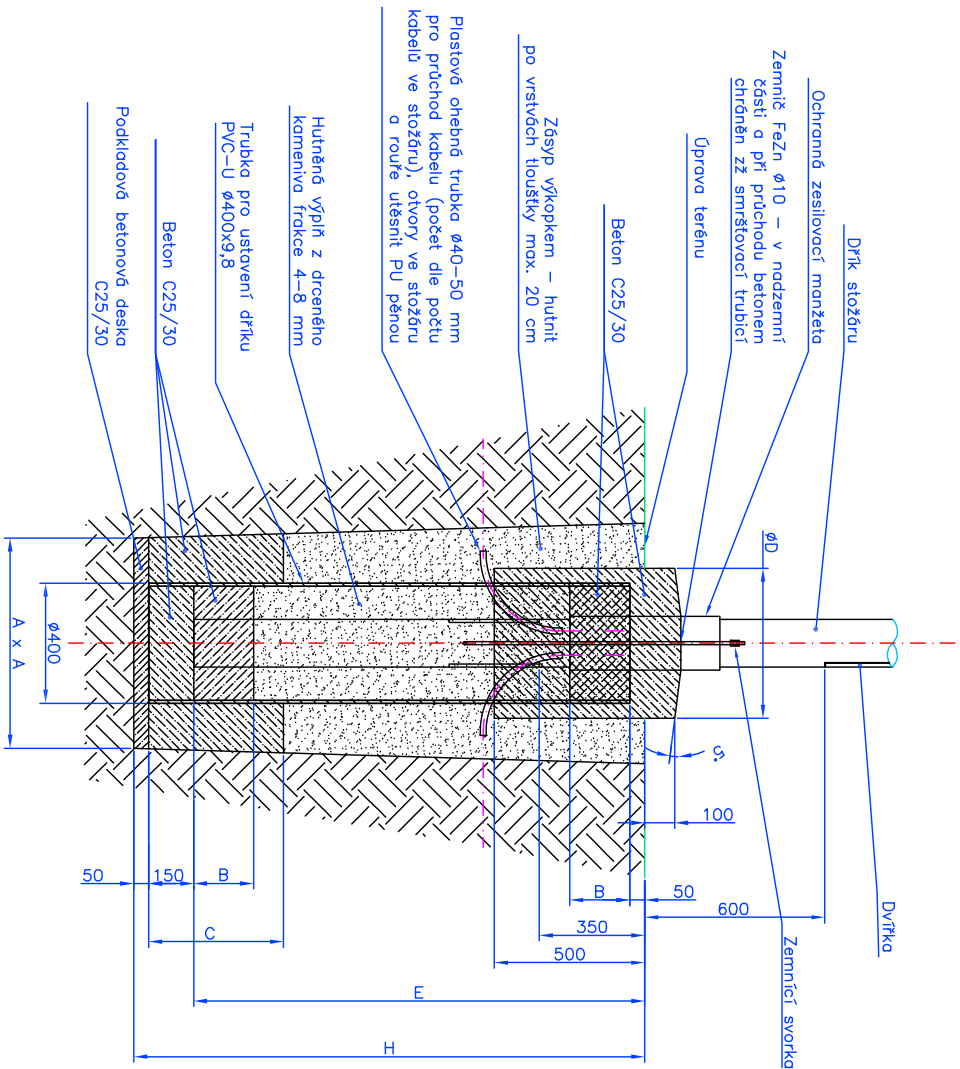 Dřík stožáru
Ochranná zesilovací manžeta
Zemnič FeZn ø10 – v nadzemní
části a při průchodu betonem
chráněn zž smršťovací trubicí
Úprava terénu
Beton C25/30
Zásyp výkopkem – hutnit
po vrstvách tloušťky max. 20 cm
Plastová ohebná trubka ø40–50 mm
pro průchod kabelu (počet dle počtu
kabelů ve stožáru), otvory ve stožáru
a rouře utěsnit PU pěnou
Hutněná výplň z drceného
kameniva frakce 4–8 mm
Trubka pro ustavení dříku
PVC–U ø400x9,8
Beton C25/30
Podkladová betonová deska
C25/30
Dvířka
Zemnící svorka
øD
5°
100
600
50
B
350
500
E
H
C
B
150
50
ø400
A x A